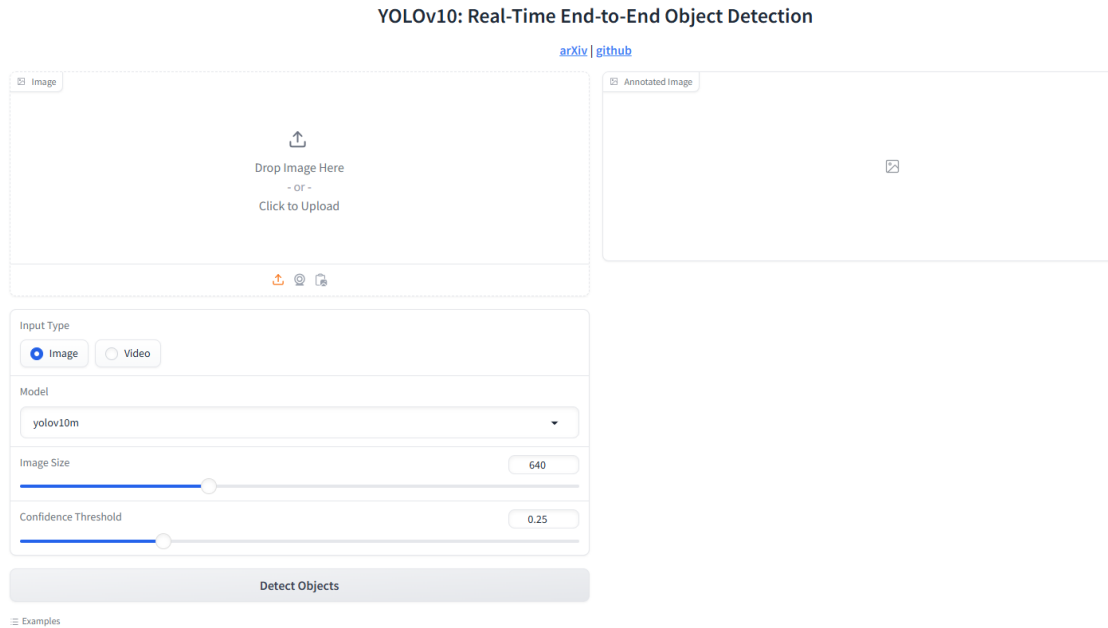 YOLOv10: Real-Time End-to-End Object Detection
arXiv | github
Image
Drop Image Here
- or -
Click to Upload
Annotated Image
Input Type
Image Video
Model
yolov10m
Image Size 640
Confidence Threshold 0.25
Detect Objects
Examples